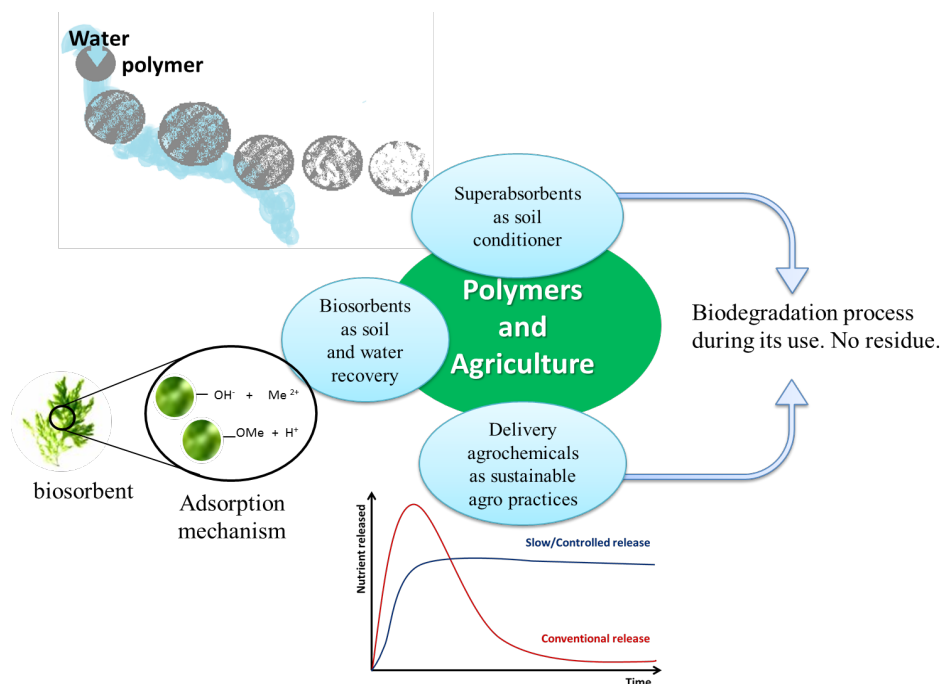 Water
polymer
Superabsorbents
as soil
conditioner
Polymers
and
Agriculture
Biosorbents
as soil
and water
recovery
Biodegradation process
during its use. No residue.
OH⁻ + Me ²⁺
OMe + H⁺
biosorbent
Adsorption
mechanism
Delivery
agrochemicals
as sustainable
agro practices
Nutrient released
Slow/Controlled release
Conventional release
Time